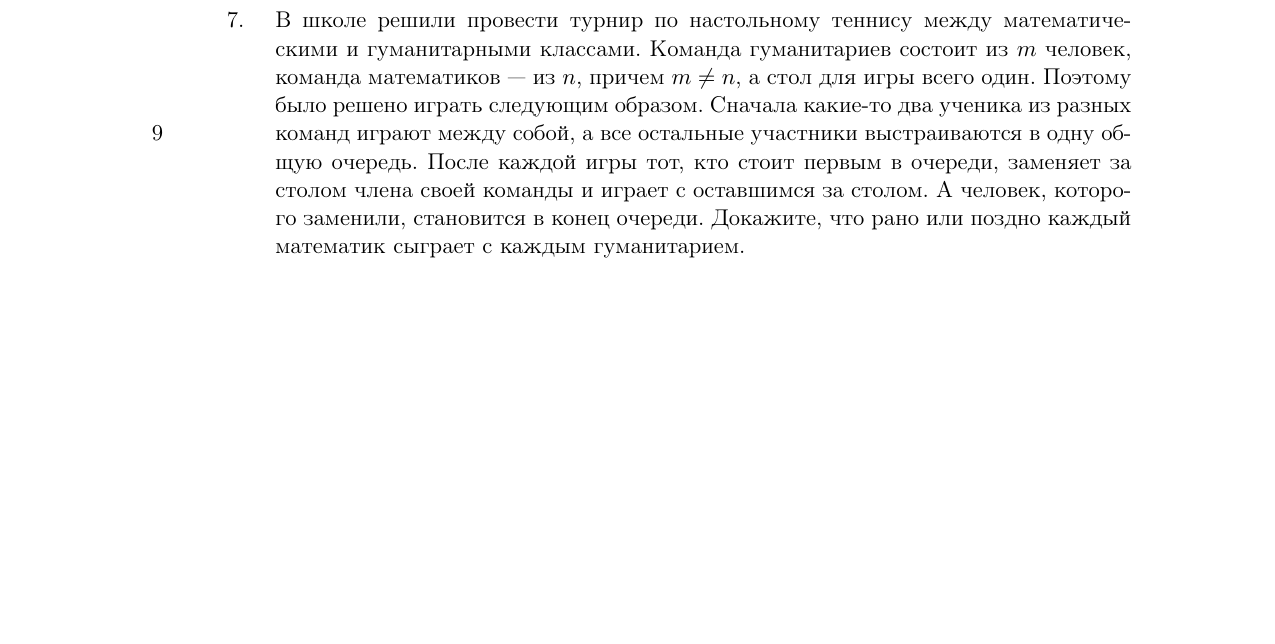 7. В школе решили провести турнир по настольному теннису между математиче-
скими и гуманитарными классами. Команда гуманитариев состоит из m человек,
команда математиков — из n, причем m ≠ n, а стол для игры всего один. Поэтому
было решено играть следующим образом. Сначала какие-то два ученика из разных
9 команд играют между собой, а все остальные участники выстраиваются в одну об-
щую очередь. После каждой игры тот, кто стоит первым в очереди, заменяет за
столом члена своей команды и играет с оставшимся за столом. А человек, которо-
го заменили, становится в конец очереди. Докажите, что рано или поздно каждый
математик сыграет с каждым гуманитарием.